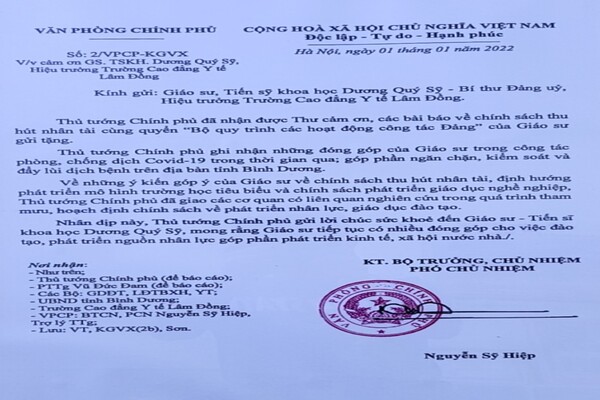 VĂN PHÒNG CHÍNH PHỦ
CỘNG HOÀ XÃ HỘI CHỦ NGHĨA VIỆT NAM
Độc lập - Tự do - Hạnh phúc
Số: 2/VPCP-KGVX
Hà Nội, ngày 01 tháng 01 năm 2022
V/v cảm ơn GS. TSKH. Dương Quý Sỹ,
Hiệu trưởng Trường Cao đẳng Y tế
Lâm Đồng
Kính gửi: Giáo sư, Tiến sỹ khoa học Dương Quý Sỹ - Bí thư Đảng uỷ,
Hiệu trưởng Trường Cao đẳng Y tế Lâm Đồng.
Thủ tướng Chính phủ đã nhận được Thư cảm ơn, các bài báo về chính sách thu
hút nhân tài cùng quyển “Bộ quy trình các hoạt động công tác Đảng” của Giáo sư
gửi tặng.
Thủ tướng Chính phủ ghi nhận những đóng góp của Giáo sư trong công tác
phòng, chống dịch Covid-19 trong thời gian qua; góp phần ngăn chặn, kiểm soát và
đẩy lùi dịch bệnh trên địa bàn tỉnh Bình Dương.
Về những ý kiến góp ý của Giáo sư về chính sách thu hút nhân tài, định hướng
phát triển mô hình trường học tiêu biểu và chính sách phát triển giáo dục nghề nghiệp,
Thủ tướng Chính phủ đã giao các cơ quan có liên quan nghiên cứu trong quá trình tham
mưu, hoạch định chính sách về phát triển nhân lực, giáo dục đào tạo.
Nhân dịp này, Thủ tướng Chính phủ gửi lời chúc sức khoẻ đến Giáo sư - Tiến sĩ
khoa học Dương Quý Sỹ, mong rằng Giáo sư tiếp tục có nhiều đóng góp cho việc đào
tạo, phát triển nguồn nhân lực góp phần phát triển kinh tế, xã hội nước nhà./.
Nơi nhận:
- Như trên;
- Thủ tướng Chính phủ (để báo cáo);
- PTTg Vũ Đức Đam (để báo cáo);
- Các Bộ: GDĐT, LĐTBXH, YT;
- UBND tỉnh Bình Dương;
- Trường Cao đẳng Y tế Lâm Đồng;
- VPCP: BTCN, PCN Nguyễn Sỹ Hiệp,
Trợ lý TTg;
- Lưu: VT, KGVX(2b), Sơn.
KT. BỘ TRƯỞNG, CHỦ NHIỆM
PHÓ CHỦ NHIỆM
VĂN PHÒNG CHÍNH PHỦ
Nguyễn Sỹ Hiệp